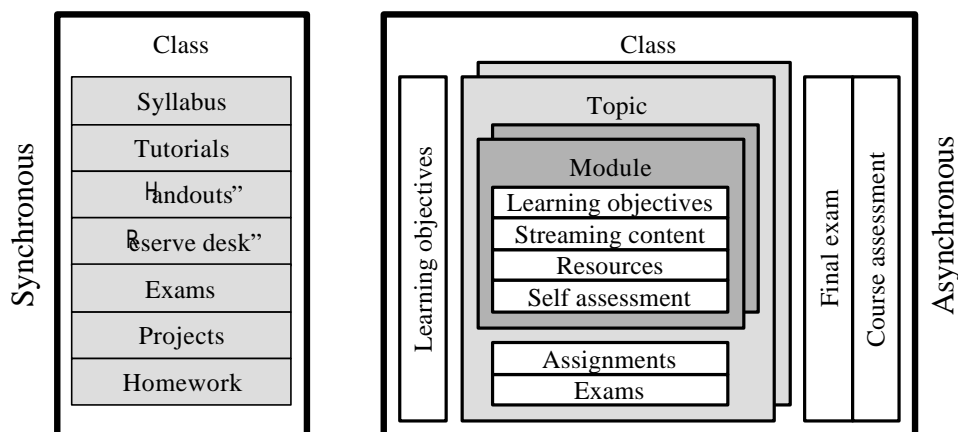 Synchronous
Class
Syllabus
Tutorials
Handouts”
Reserve desk”
Exams
Projects
Homework
Class
Learning objectives
Topic
Module
Learning objectives
Streaming content
Resources
Self assessment
Assignments
Exams
Final exam
Course assessment
Asynchronous